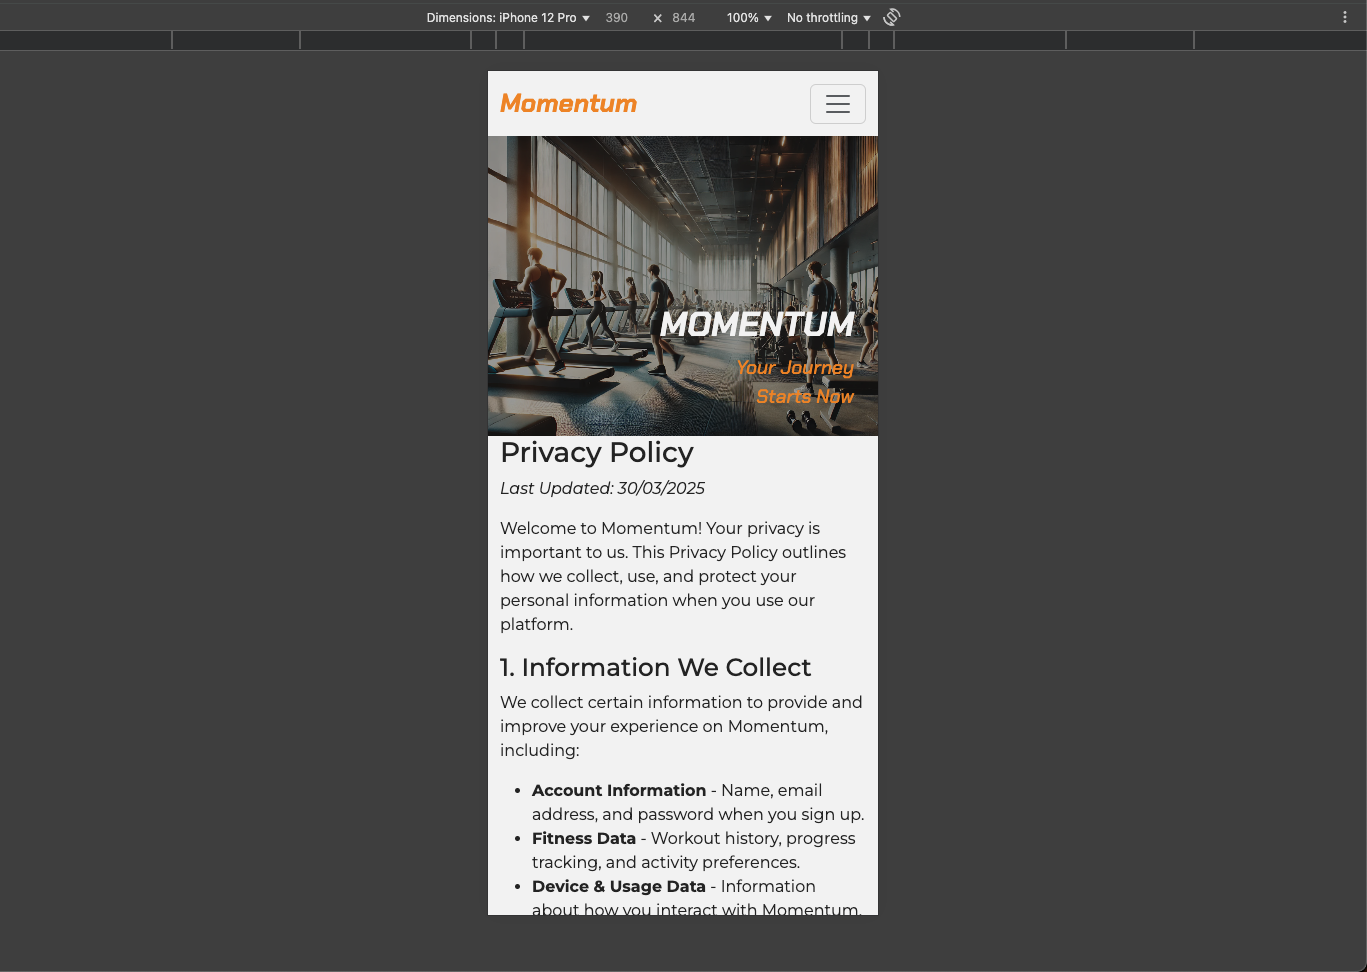 Dimensions: iPhone 12 Pro 390 × 844 100% No throttling
Momentum
MOMENTUM
Your Journey
Starts Now
Privacy Policy
Last Updated: 30/03/2025
Welcome to Momentum! Your privacy is
important to us. This Privacy Policy outlines
how we collect, use, and protect your
personal information when you use our
platform.
1. Information We Collect
We collect certain information to provide and
improve your experience on Momentum,
including:
• Account Information - Name, email
address, and password when you sign up.
• Fitness Data - Workout history, progress
tracking, and activity preferences.
• Device & Usage Data - Information
about how you interact with Momentum.